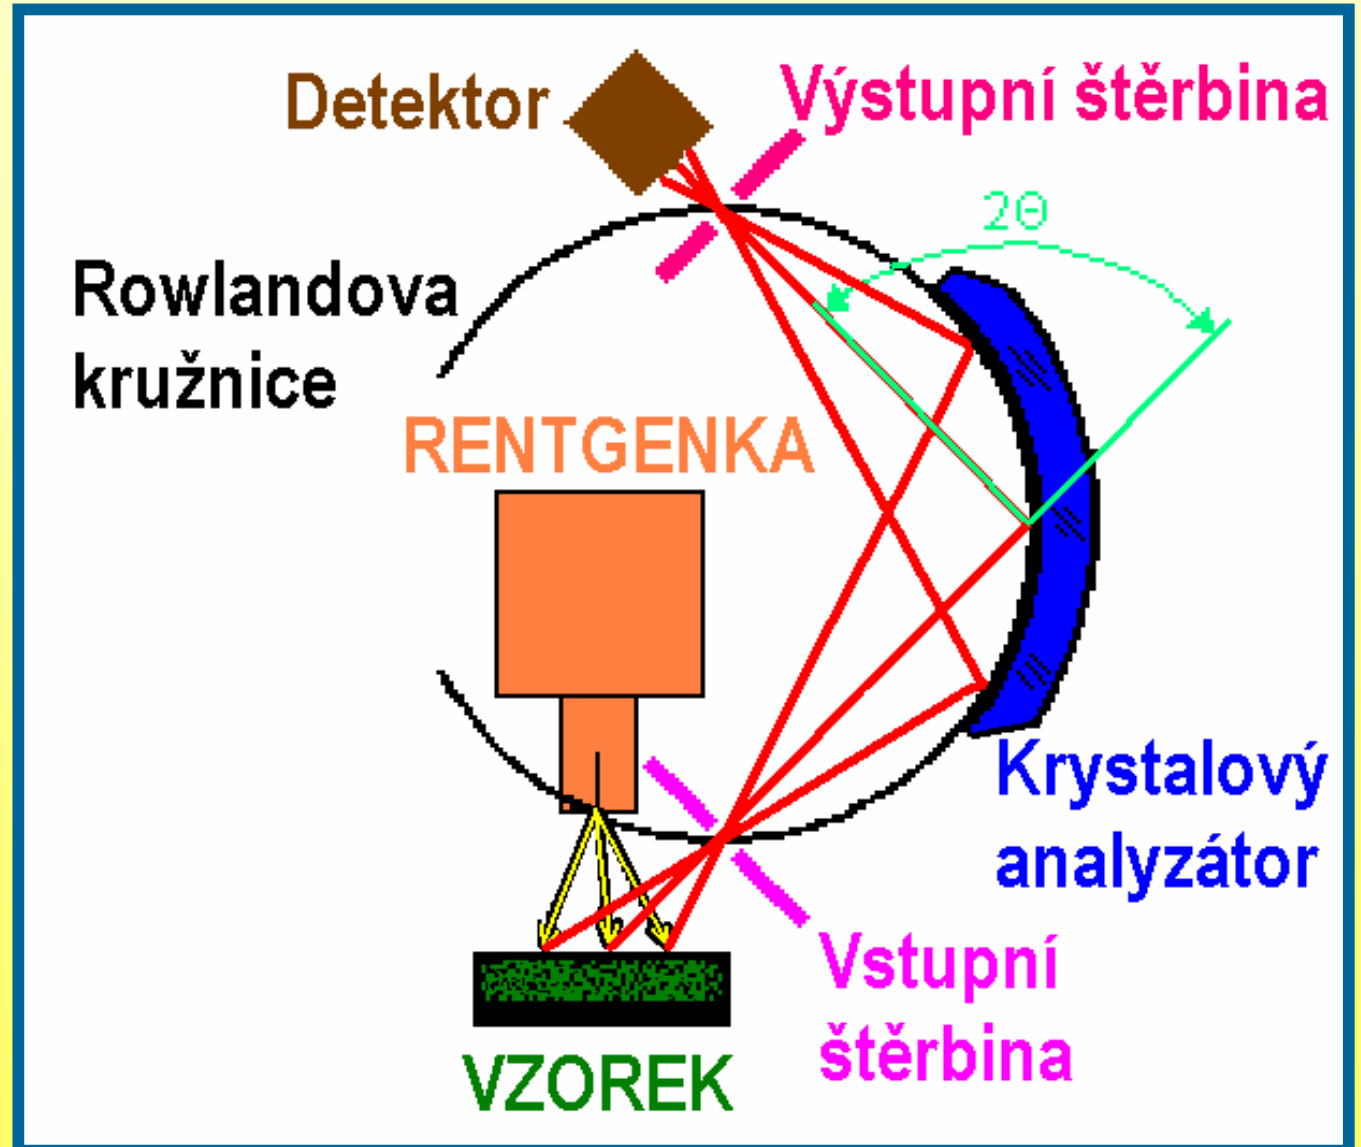 Detektor
Výstupní štěrbina
2Θ
Rowlandova
kružnice
RENTGENKA
Krystalový
analyzátor
Vstupní
štěrbina
VZOREK